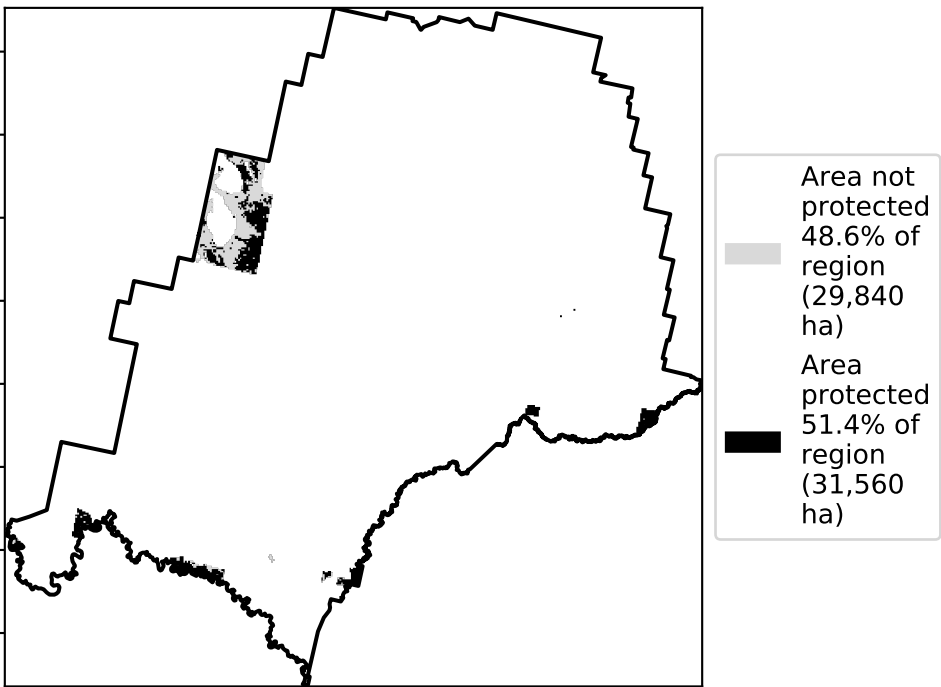 Area not
protected
48.6% of
region
(29,840
ha)
Area
protected
51.4% of
region
(31,560
ha)